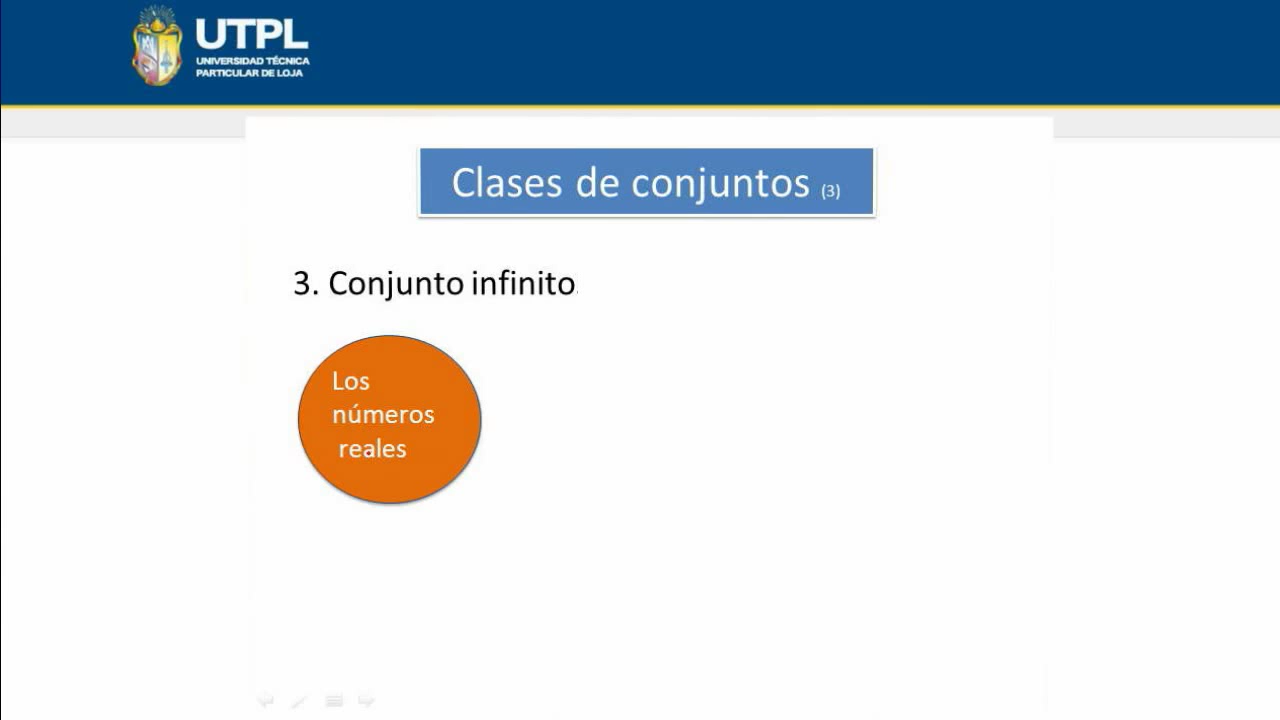 UTPL
UNIVERSIDAD TÉCNICA
PARTICULAR DE LOJA
Clases de conjuntos (3)
3. Conjunto infinito.
Los
números
reales